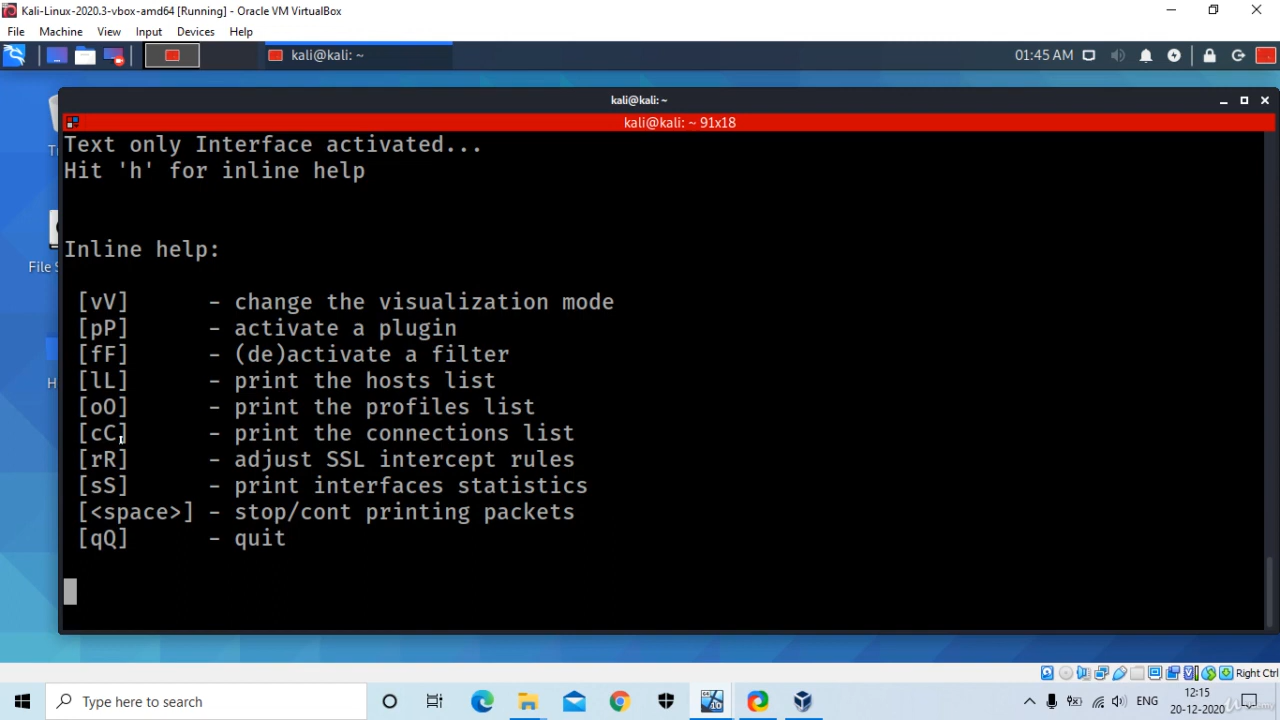 Kali-Linux-2020.3-vbox-amd64 [Running] - Oracle VM VirtualBox
File Machine View Input Devices Help
kali@kali: ~
01:45 AM
kali@kali: ~
kali@kali: ~ 91x18
Text only Interface activated...
Hit 'h' for inline help
Inline help:
[vV] - change the visualization mode
[pP] - activate a plugin
[fF] - (de)activate a filter
[lL] - print the hosts list
[oO] - print the profiles list
[cC] - print the connections list
[rR] - adjust SSL intercept rules
[sS] - print interfaces statistics
[<space>] - stop/cont printing packets
[qQ] - quit
File S
H
Right Ctrl
Type here to search
ENG
12:15
20-12-2020